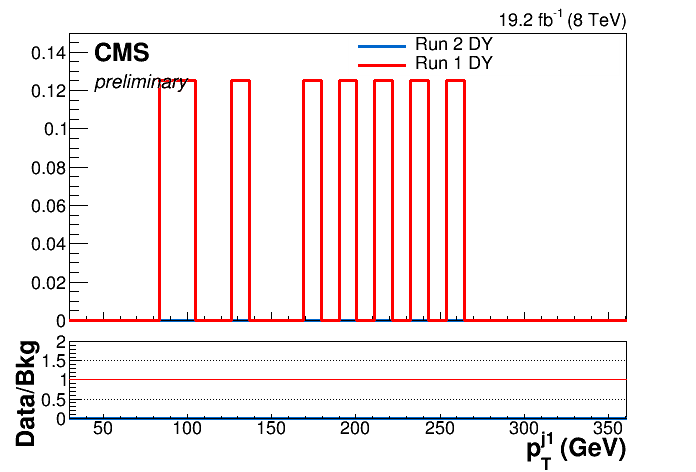 19.2 fb-1 (8 TeV)
CMS
preliminary
Run 2 DY
Run 1 DY
0.14
0.12
0.1
0.08
0.06
0.04
0.02
0
2
1.5
1
0.5
0
Data/Bkg
50 100 150 200 250 300 350
pTj1 (GeV)